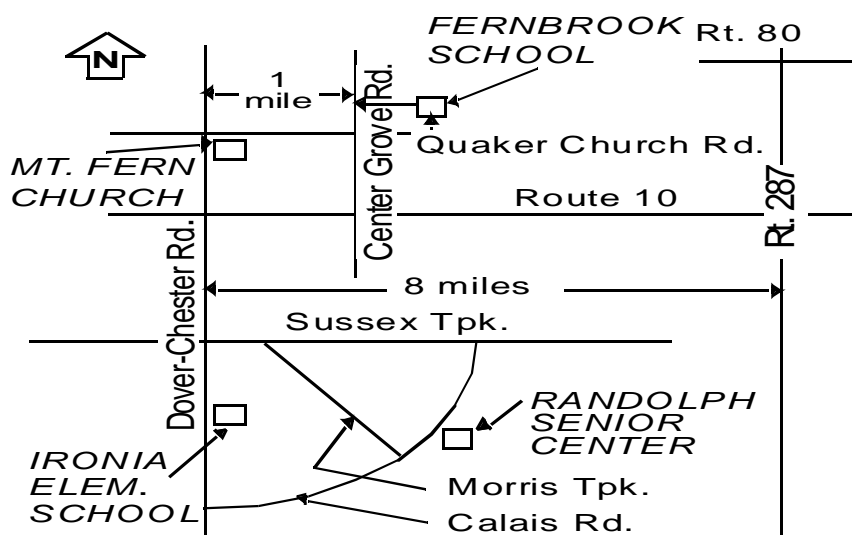 FERNBROOK
SCHOOL
Rt. 80
N
1
mile
Center Grove Rd.
Quaker Church Rd.
MT. FERN
CHURCH
Route 10
Rt. 287
Dover-Chester Rd.
8 miles
Sussex Tpk.
RANDOLPH
SENIOR
CENTER
IRONIA
ELEM.
SCHOOL
Morris Tpk.
Calais Rd.